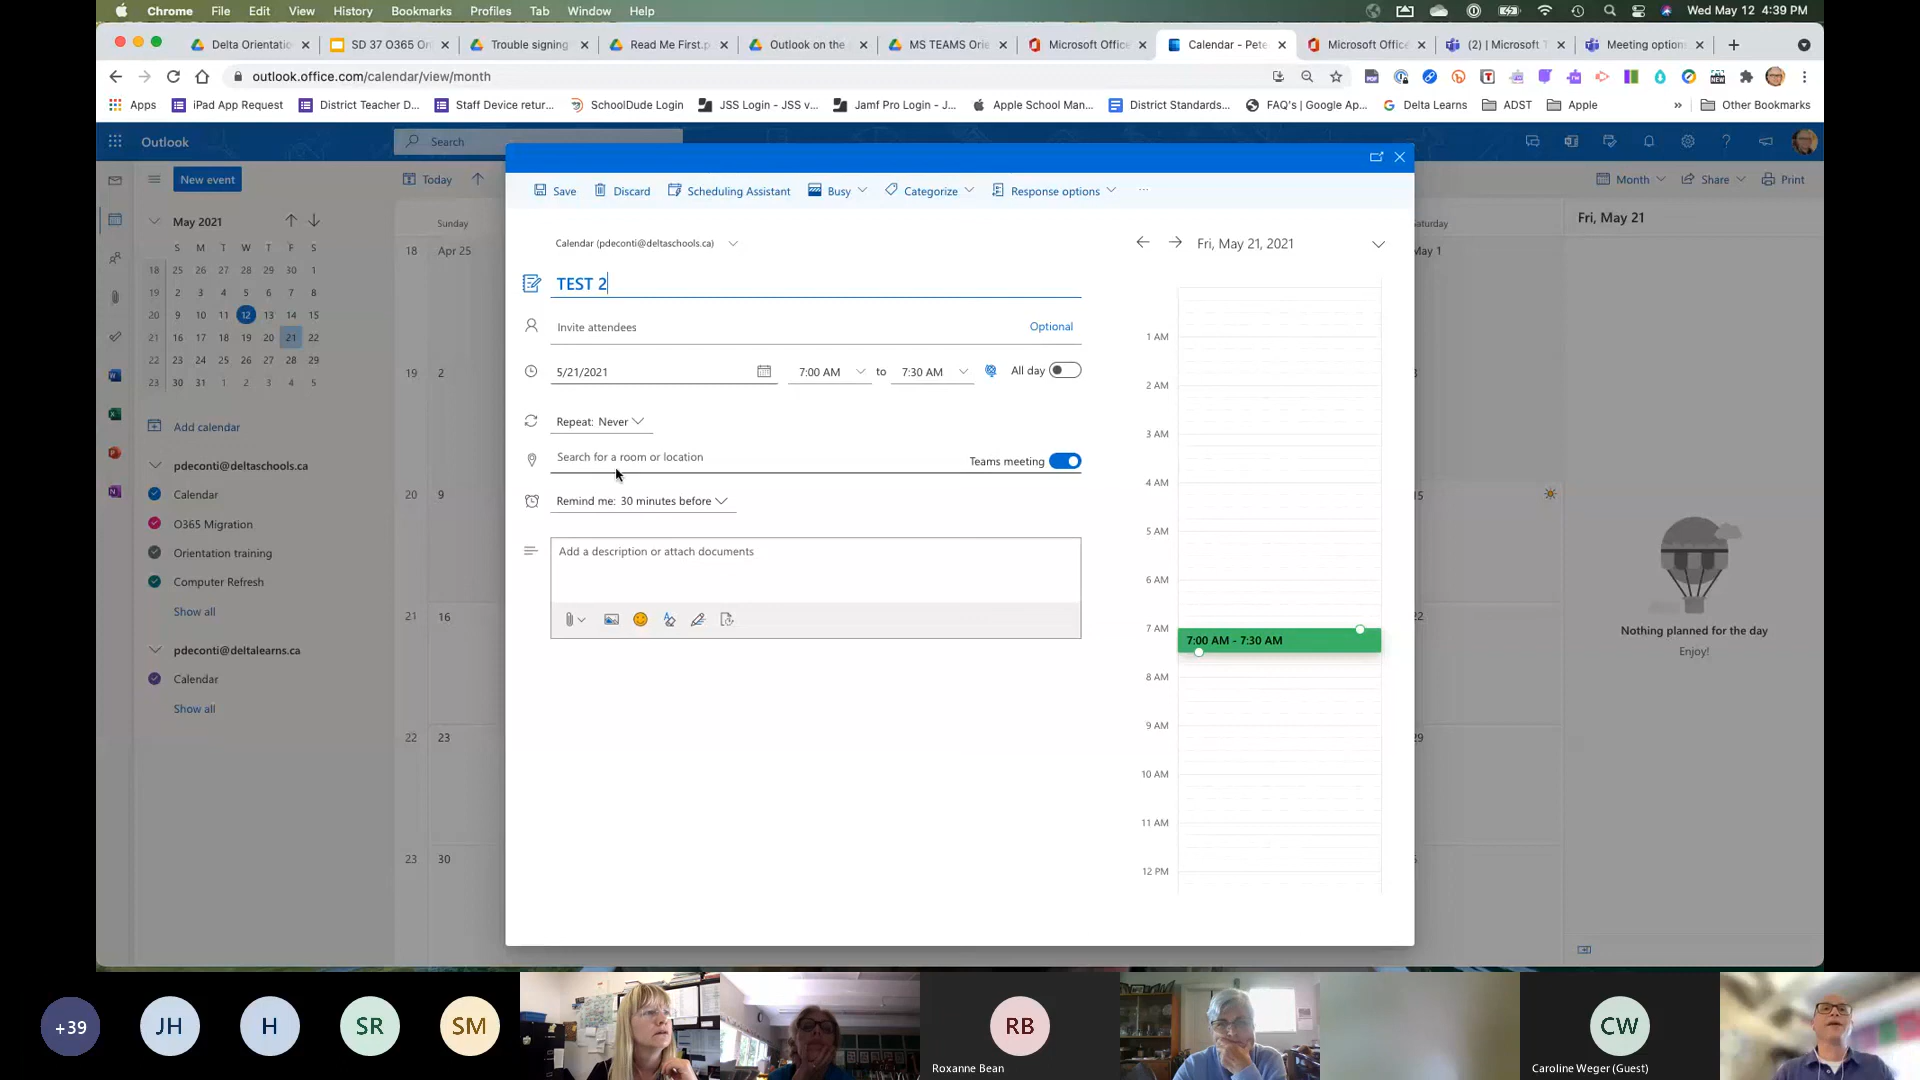 Chrome File Edit View History Bookmarks Profiles Tab Window Help Wed May 12 4:39 PM
Delta Orientatio SD 37 O365 On Trouble signing Read Me First.p Outlook on the MS TEAMS Orie Microsoft Office Calendar - Pete Microsoft Office (2) | Microsoft T Meeting option
outlook.office.com/calendar/view/month
Apps iPad App Request District Teacher D... Staff Device retur... SchoolDude Login JSS Login - JSS v... Jamf Pro Login - J... Apple School Man... District Standards... FAQ's | Google Ap... Delta Learns ADST Apple » Other Bookmarks
Outlook Search
New event Today Month Share Print
Save Discard Scheduling Assistant Busy Categorize Response options ...
May 2021
S M T W T F S
18 25 26 27 28 29 30 1
19 2 3 4 5 6 7 8
20 9 10 11 12 13 14 15
21 16 17 18 19 20 21 22
22 23 24 25 26 27 28 29
23 30 31 1 2 3 4 5
Add calendar
pdeconti@deltaschools.ca
Calendar
O365 Migration
Orientation training
Computer Refresh
Show all
pdeconti@deltalearns.ca
Calendar
Show all
Sunday
18 Apr 25
19 2
20 9
21 16
22 23
23 30
Calendar (pdeconti@deltaschools.ca)
TEST 2
Invite attendees Optional
5/21/2021 7:00 AM to 7:30 AM All day
Repeat: Never
Search for a room or location Teams meeting
Remind me: 30 minutes before
Add a description or attach documents
Fri, May 21, 2021
1 AM
2 AM
3 AM
4 AM
5 AM
6 AM
7 AM
7:00 AM - 7:30 AM
8 AM
9 AM
10 AM
11 AM
12 PM
aturday
May 1
15
22
29
Fri, May 21
Nothing planned for the day
Enjoy!
+39 JH H SR SM RB CW
Roxanne Bean
Caroline Weger (Guest)